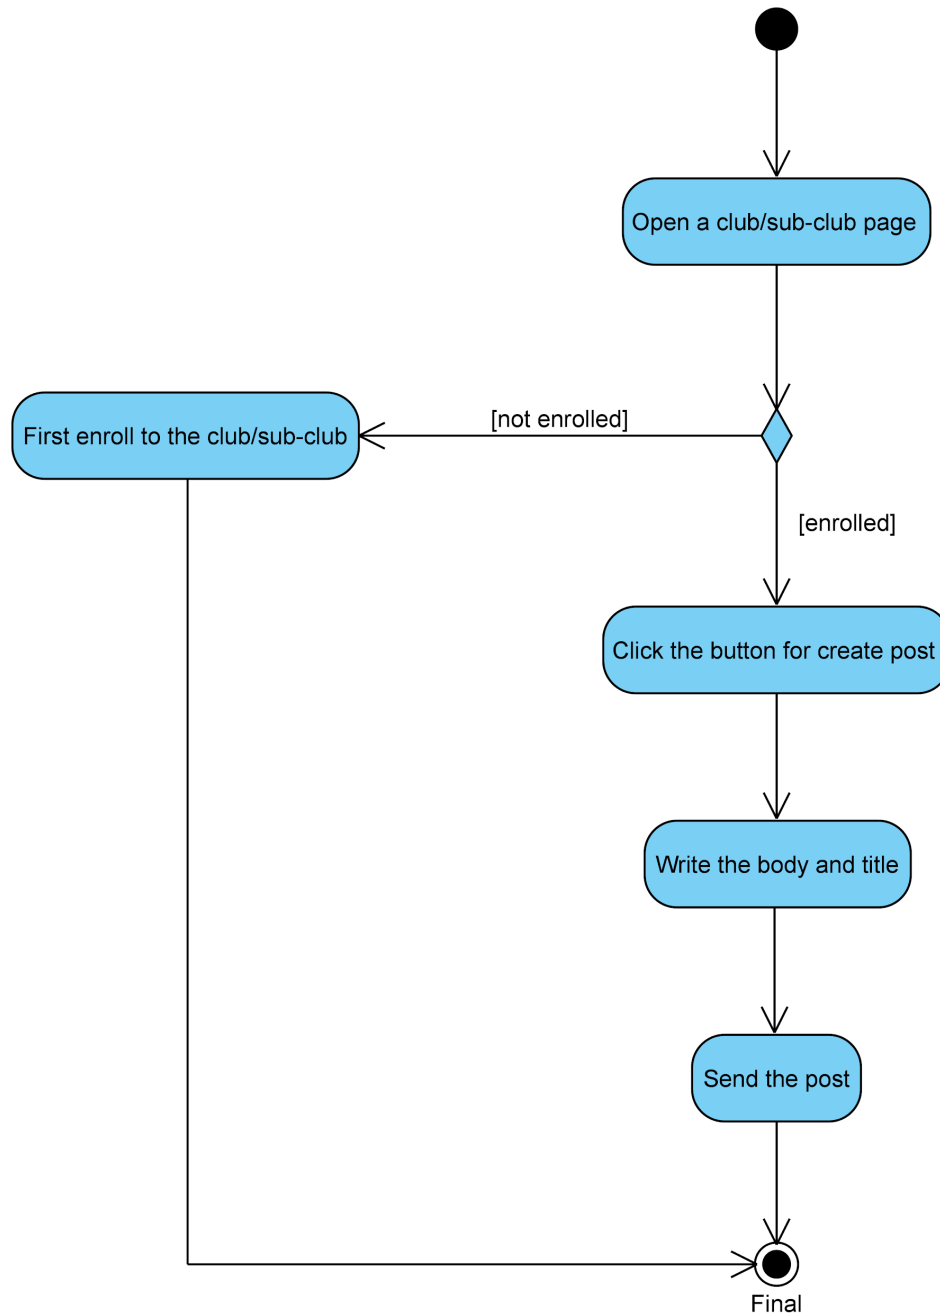 Open a club/sub-club page
[not enrolled]
First enroll to the club/sub-club
[enrolled]
Click the button for create post
Write the body and title
Send the post
Final